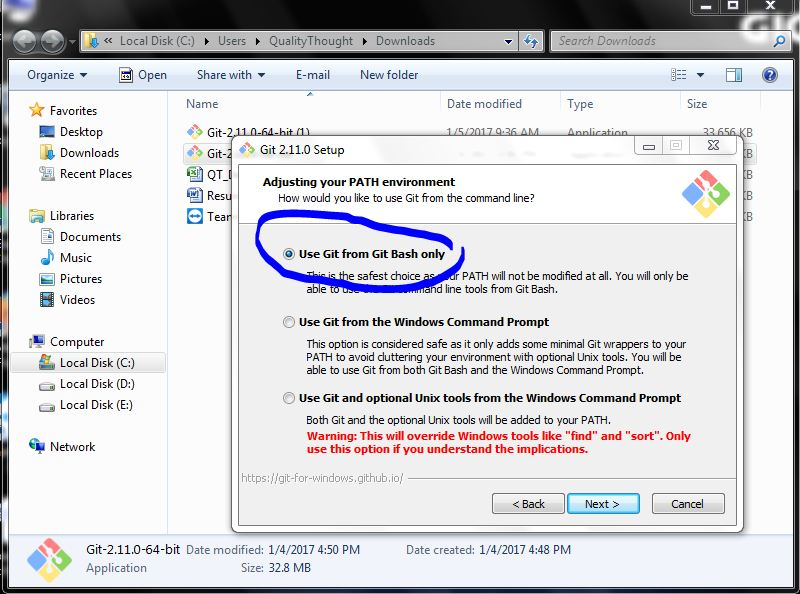 Local Disk (C:) Users QualityThought Downloads Search Downloads
Organize Open Share with E-mail New folder
Favorites
Desktop
Downloads
Recent Places
Libraries
Documents
Music
Pictures
Videos
Computer
Local Disk (C:)
Local Disk (D:)
Local Disk (E:)
Network
Name Date modified Type Size
Git-2.11.0-64-bit (1) 1/5/2017 9:36 AM Application 33,656 KB
Git-2
QT_
Resu
Team
Git 2.11.0 Setup
Adjusting your PATH environment
How would you like to use Git from the command line?
Use Git from Git Bash only
This is the safest choice as your PATH will not be modified at all. You will only be
able to use the Git command line tools from Git Bash.
Use Git from the Windows Command Prompt
This option is considered safe as it only adds some minimal Git wrappers to your
PATH to avoid cluttering your environment with optional Unix tools. You will be
able to use Git from both Git Bash and the Windows Command Prompt.
Use Git and optional Unix tools from the Windows Command Prompt
Both Git and the optional Unix tools will be added to your PATH.
Warning: This will override Windows tools like "find" and "sort". Only
use this option if you understand the implications.
https://git-for-windows.github.io/
< Back Next > Cancel
Git-2.11.0-64-bit Date modified: 1/4/2017 4:50 PM Date created: 1/4/2017 4:48 PM
Application Size: 32.8 MB